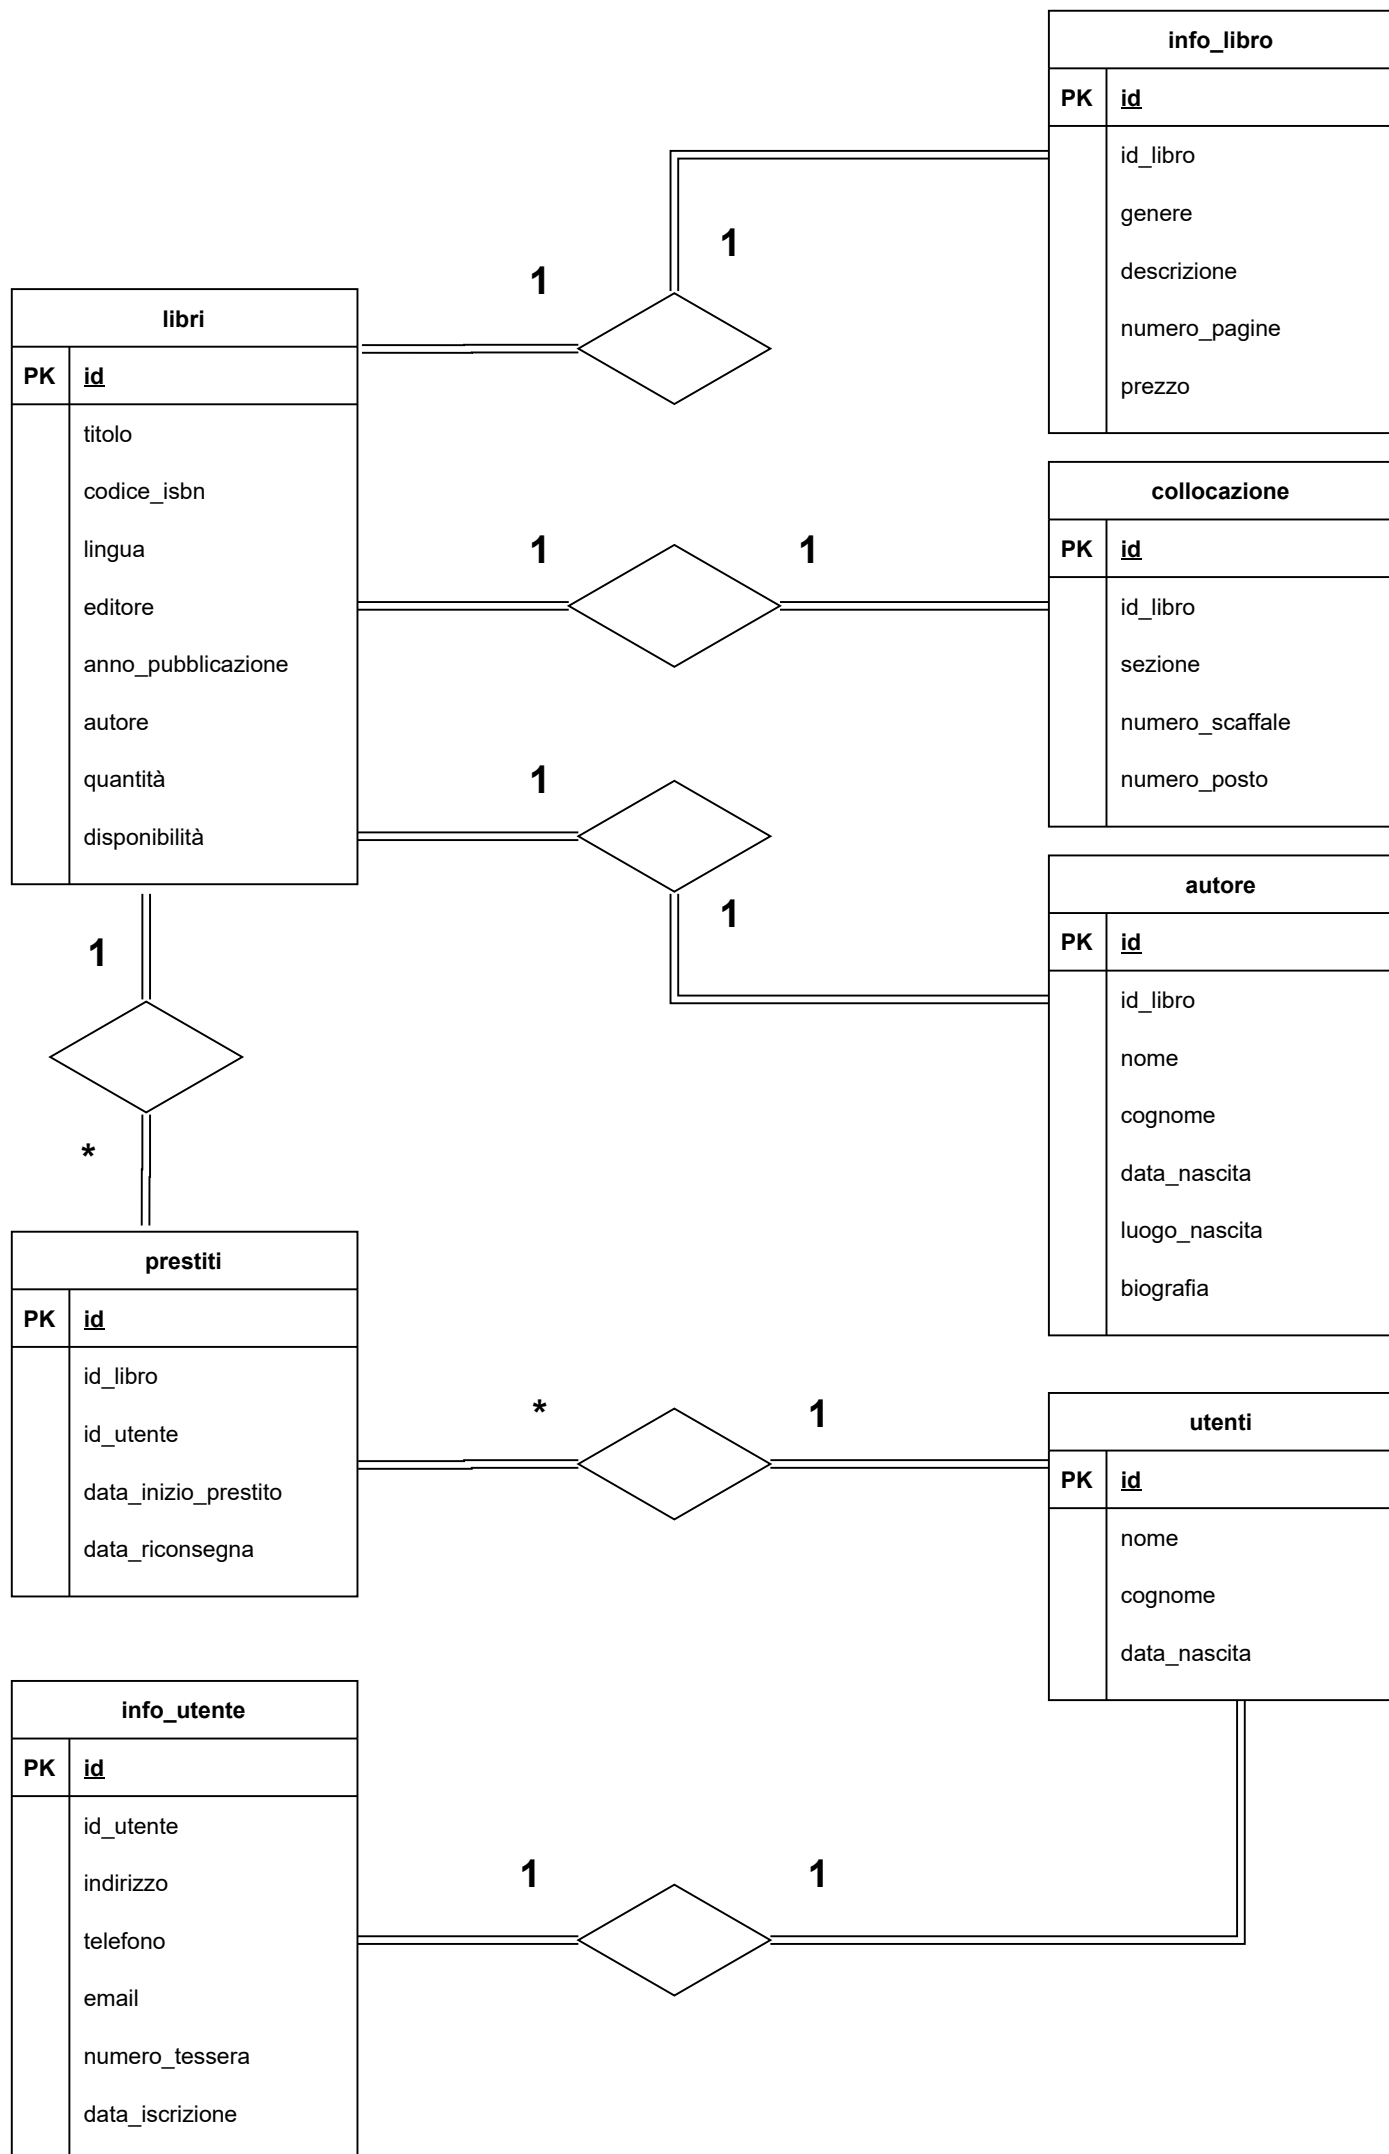 info_libro
PK id
id_libro
genere
descrizione
numero_pagine
prezzo
1
1
libri
PK id
titolo
codice_isbn
lingua
editore
anno_pubblicazione
autore
quantità
disponibilità
1 1
collocazione
PK id
id_libro
sezione
numero_scaffale
numero_posto
1
1
autore
PK id
id_libro
nome
cognome
data_nascita
luogo_nascita
biografia
1
*
prestiti
PK id
id_libro
id_utente
data_inizio_prestito
data_riconsegna
* 1
utenti
PK id
nome
cognome
data_nascita
info_utente
PK id
id_utente
indirizzo
telefono
email
numero_tessera
data_iscrizione
1 1